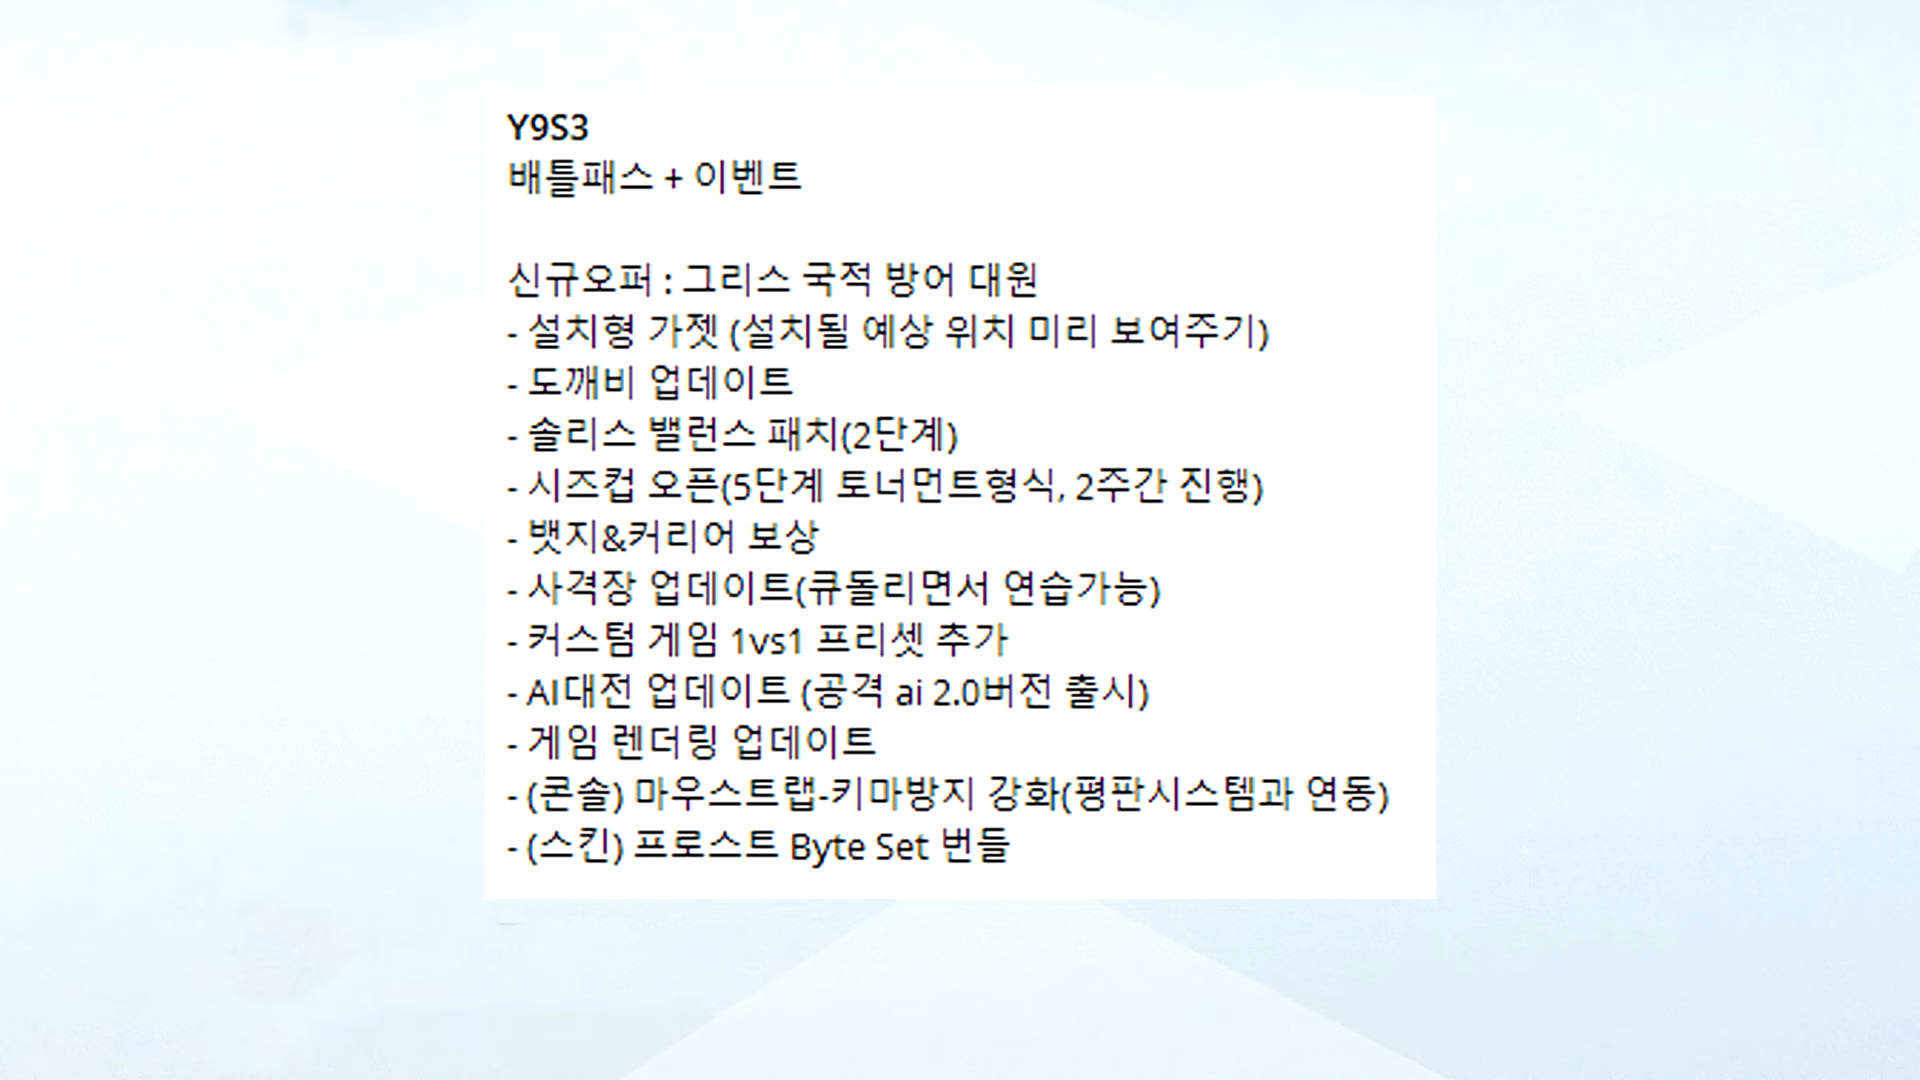 Y9S3
배틀패스 + 이벤트
신규오퍼 : 그리스 국적 방어 대원
- 설치형 가젯 (설치될 예상 위치 미리 보여주기)
- 도깨비 업데이트
- 솔리스 밸런스 패치(2단계)
- 시즈컵 오픈(5단계 토너먼트형식, 2주간 진행)
- 뱃지&커리어 보상
- 사격장 업데이트(큐돌리면서 연습가능)
- 커스텀 게임 1vs1 프리셋 추가
- AI대전 업데이트 (공격 ai 2.0버전 출시)
- 게임 렌더링 업데이트
- (콘솔) 마우스트랩-키마방지 강화(평판시스템과 연동)
- (스킨) 프로스트 Byte Set 번들